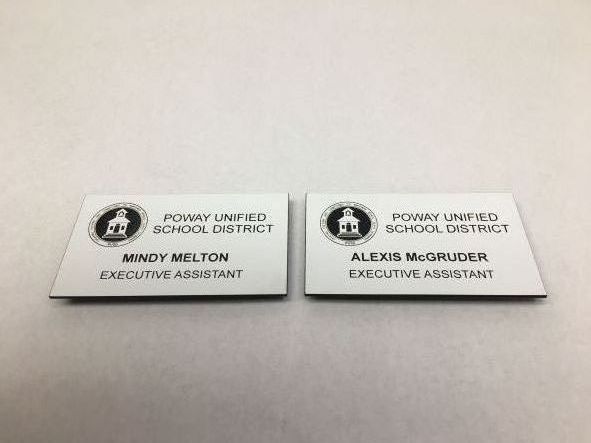 POWAY UNIFIED
SCHOOL DISTRICT
MINDY MELTON
EXECUTIVE ASSISTANT
POWAY UNIFIED
SCHOOL DISTRICT
ALEXIS McGRUDER
EXECUTIVE ASSISTANT